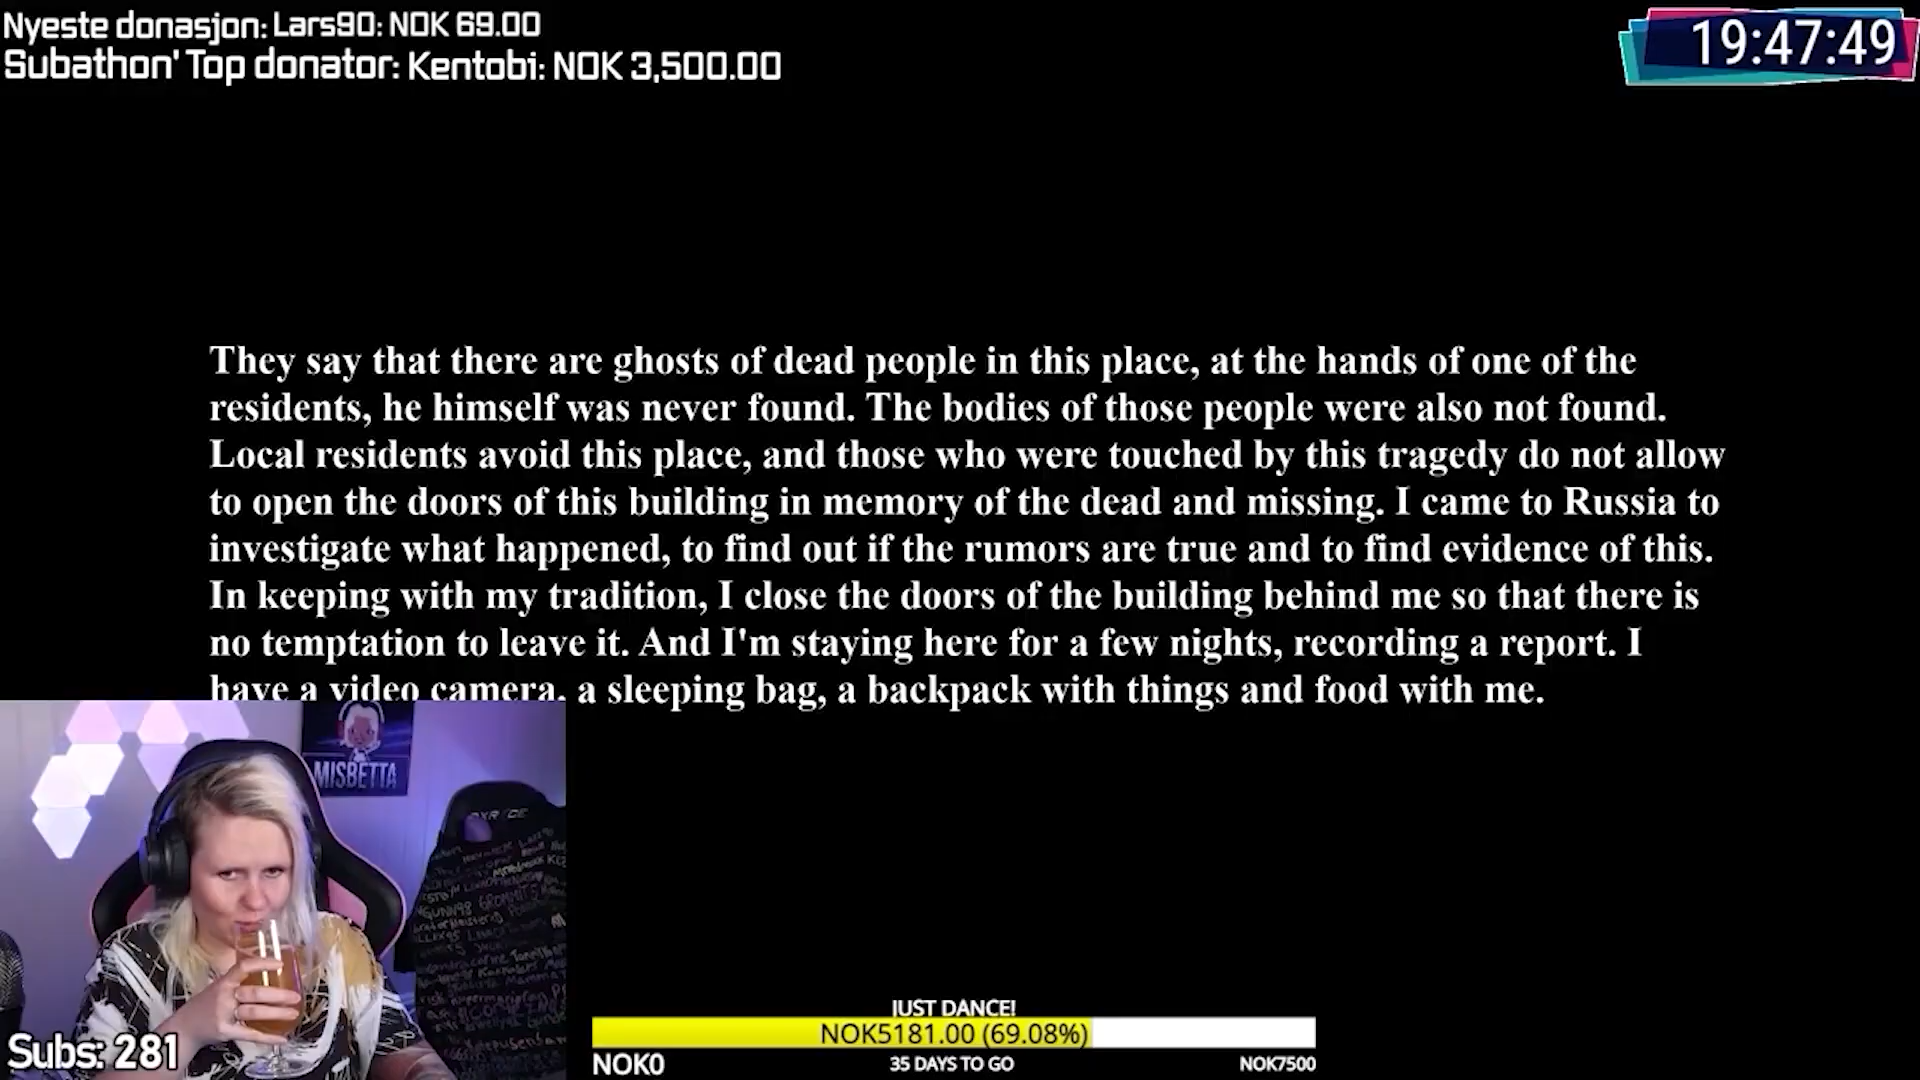 Nyeste donasjon: Lars90: NOK 69.00
Subathon' Top donator: Kentobi: NOK 3,500.00
19:47:49
They say that there are ghosts of dead people in this place, at the hands of one of the
residents, he himself was never found. The bodies of those people were also not found.
Local residents avoid this place, and those who were touched by this tragedy do not allow
to open the doors of this building in memory of the dead and missing. I came to Russia to
investigate what happened, to find out if the rumors are true and to find evidence of this.
In keeping with my tradition, I close the doors of the building behind me so that there is
no temptation to leave it. And I'm staying here for a few nights, recording a report. I
have a video camera, a sleeping bag, a backpack with things and food with me.
MISBETTA
Subs: 281
JUST DANCE!
NOK5181.00 (69.08%)
NOK0
35 DAYS TO GO
NOK7500